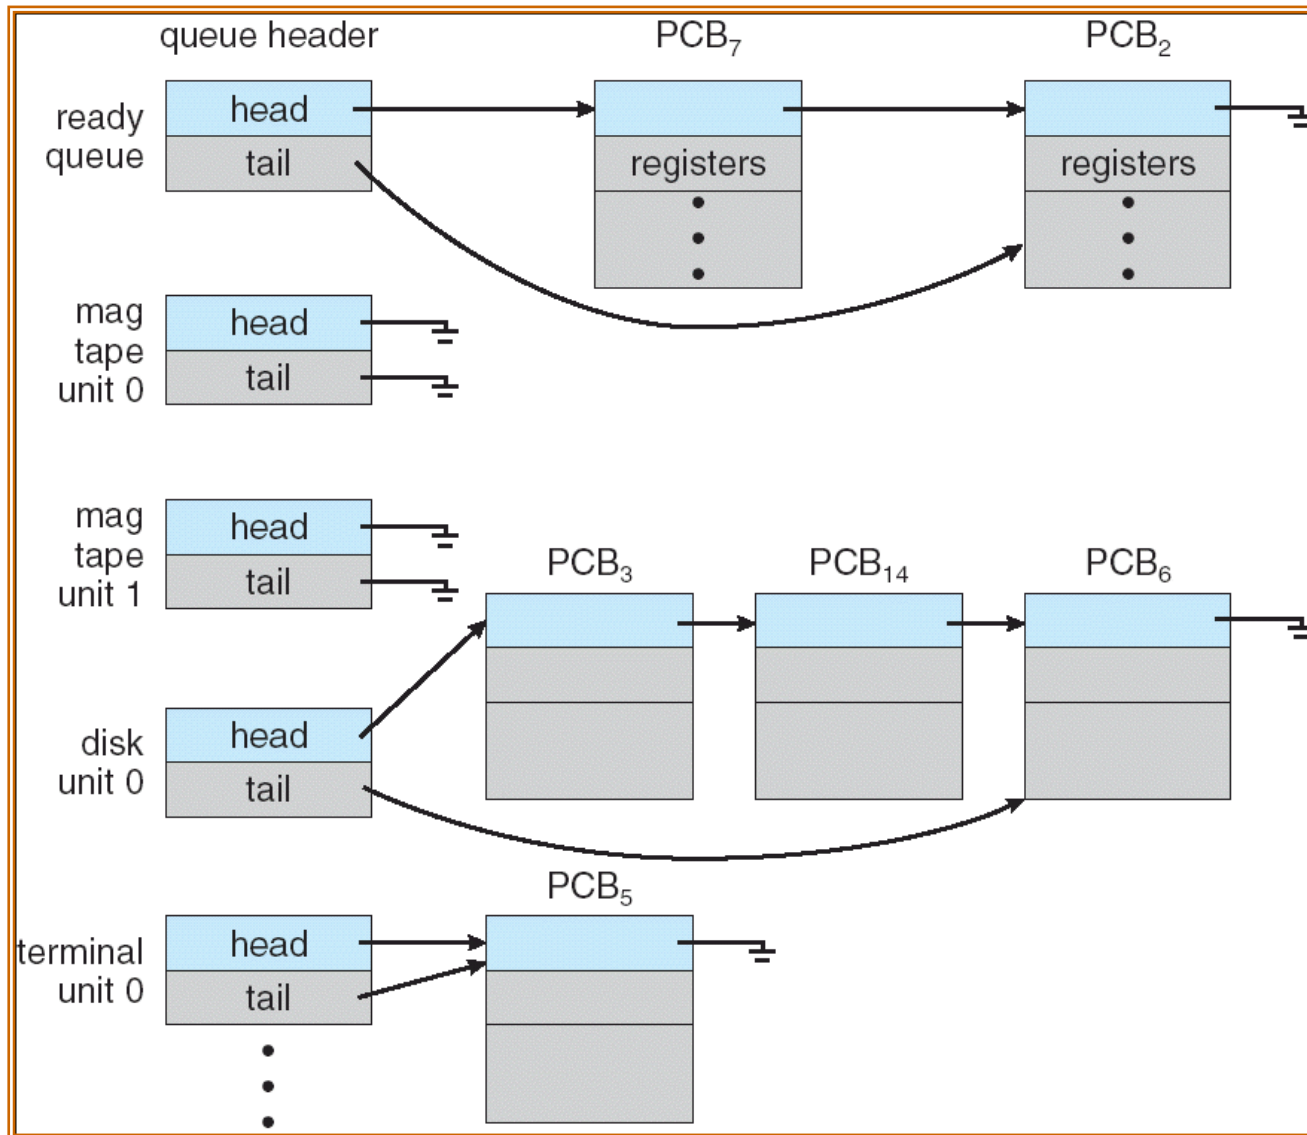 queue header
PCB7
PCB2
ready
queue
head
tail
registers
registers
mag
tape
unit 0
head
tail
mag
tape
unit 1
head
tail
PCB3
PCB14
PCB6
disk
unit 0
head
tail
PCB5
terminal
unit 0
head
tail